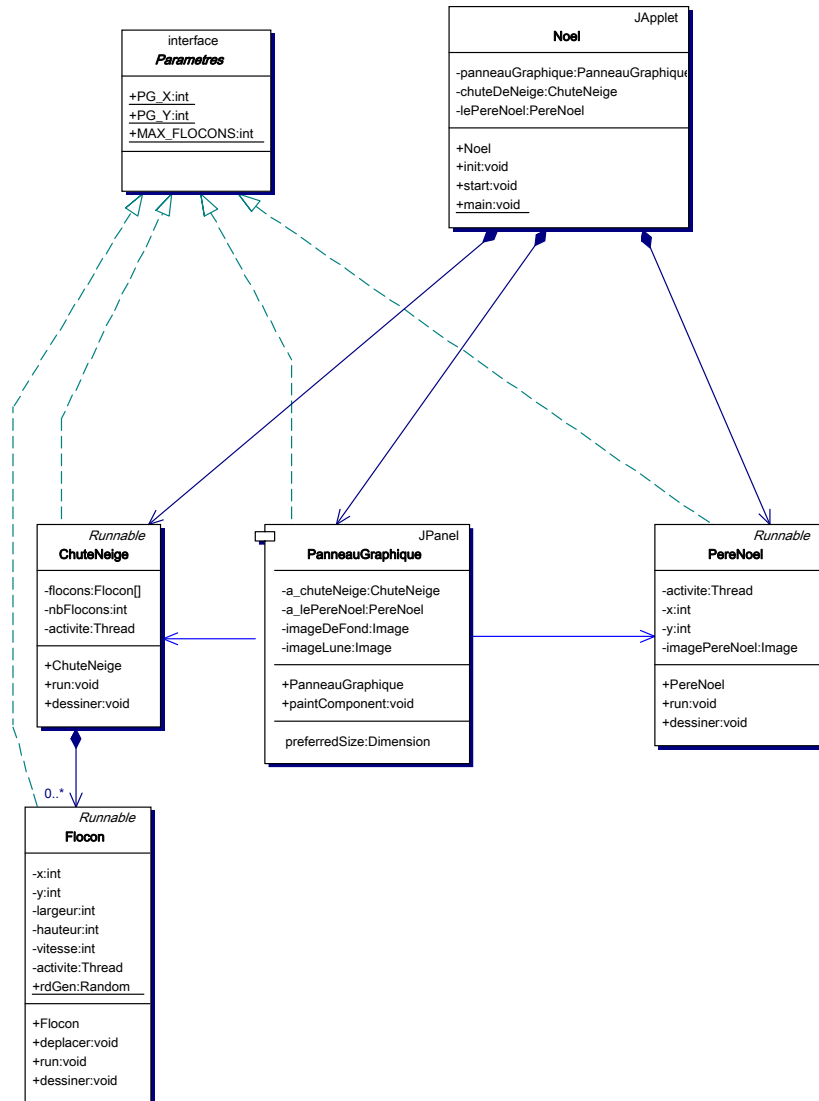 interface
Parametres
+PG_X:int
+PG_Y:int
+MAX_FLOCONS:int
JApplet
Noel
-panneauGraphique:PanneauGraphique
-chuteDeNeige:ChuteNeige
-lePereNoel:PereNoel
+Noel
+init:void
+start:void
+main:void
Runnable
ChuteNeige
-flocons:Flocon[]
-nbFlocons:int
-activite:Thread
+ChuteNeige
+run:void
+dessiner:void
JPanel
PanneauGraphique
-a_chuteNeige:ChuteNeige
-a_lePereNoel:PereNoel
-imageDeFond:Image
-imageLune:Image
+PanneauGraphique
+paintComponent:void
preferredSize:Dimension
Runnable
PereNoel
-activite:Thread
-x:int
-y:int
-imagePereNoel:Image
+PereNoel
+run:void
+dessiner:void
0..*
Runnable
Flocon
-x:int
-y:int
-largeur:int
-hauteur:int
-vitesse:int
-activite:Thread
+rdGen:Random
+Flocon
+deplacer:void
+run:void
+dessiner:void